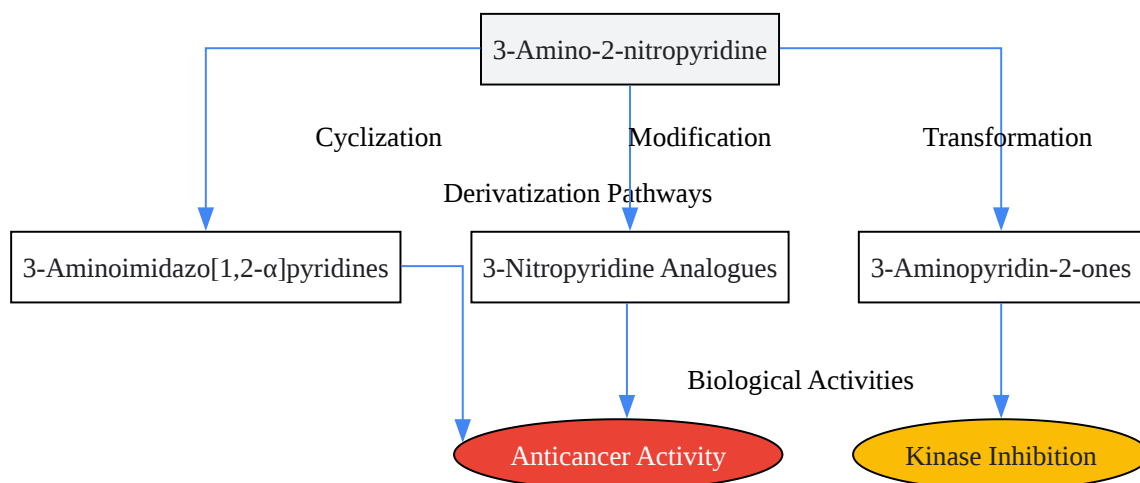 3-Amino-2-nitropyridine
Cyclization
Modification
Transformation
Derivatization Pathways
3-Aminoimidazo[1,2-α]pyridines
3-Nitropyridine Analogues
3-Aminopyridin-2-ones
Biological Activities
Anticancer Activity
Kinase Inhibition